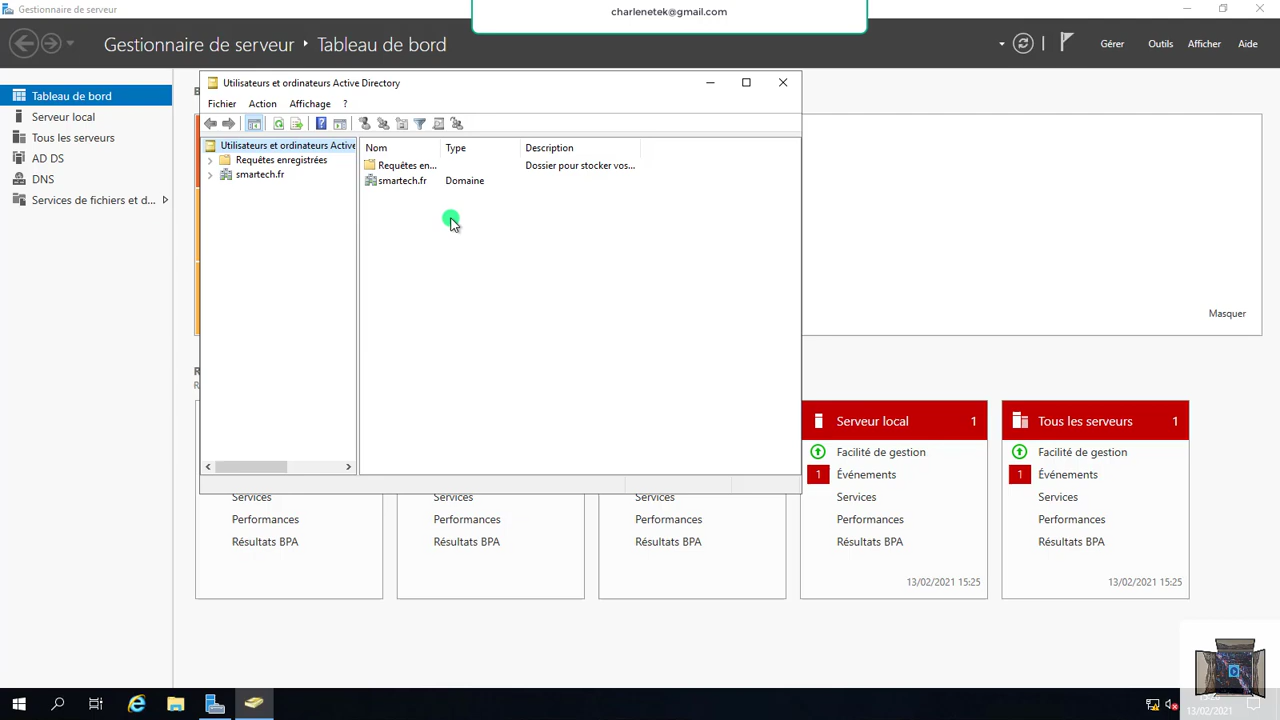 Gestionnaire de serveur
charlenetek@gmail.com
Gestionnaire de serveur
Tableau de bord
Gérer
Outils
Afficher
Aide
Tableau de bord
Serveur local
Tous les serveurs
AD DS
DNS
Services de fichiers et d...
Utilisateurs et ordinateurs Active Directory
Fichier
Action
Affichage
?
Utilisateurs et ordinateurs Active
Requêtes enregistrées
smartech.fr
Nom
Type
Description
Requêtes en...
Dossier pour stocker vos...
smartech.fr
Domaine
Masquer
Services
Performances
Résultats BPA
Services
Performances
Résultats BPA
Services
Performances
Résultats BPA
Serveur local
1
Facilité de gestion
1
Événements
Services
Performances
Résultats BPA
13/02/2021 15:25
Tous les serveurs
1
Facilité de gestion
1
Événements
Services
Performances
Résultats BPA
13/02/2021 15:25
13/02/2021